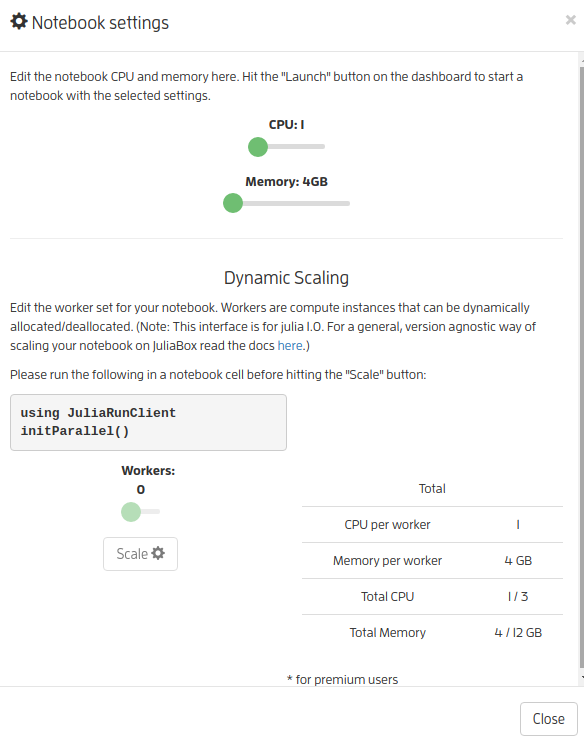 Notebook settings
×
Edit the notebook CPU and memory here. Hit the "Launch" button on the dashboard to start a
notebook with the selected settings.
CPU: 1
Memory: 4GB
Dynamic Scaling
Edit the worker set for your notebook. Workers are compute instances that can be dynamically
allocated/deallocated. (Note: This interface is for julia 1.0. For a general, version agnostic way of
scaling your notebook on JuliaBox read the docs here.)
Please run the following in a notebook cell before hitting the "Scale" button:
using JuliaRunClient
initParallel()
Workers:
0
Scale
Total
CPU per worker 1
Memory per worker 4 GB
Total CPU 1 / 3
Total Memory 4 / 12 GB
* for premium users
Close